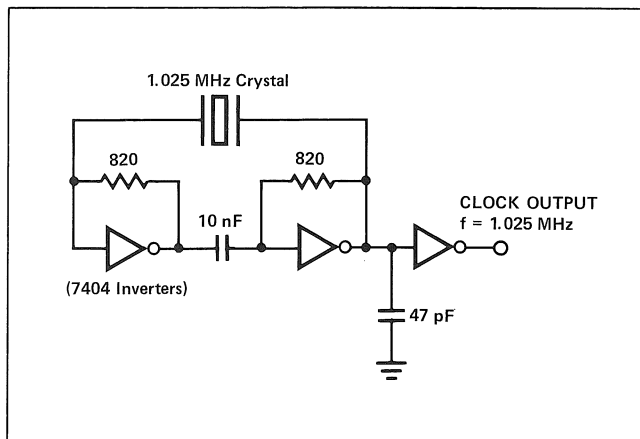 1.025 MHz Crystal
820
820
10 nF
CLOCK OUTPUT
f = 1.025 MHz
(7404 Inverters)
47 pF